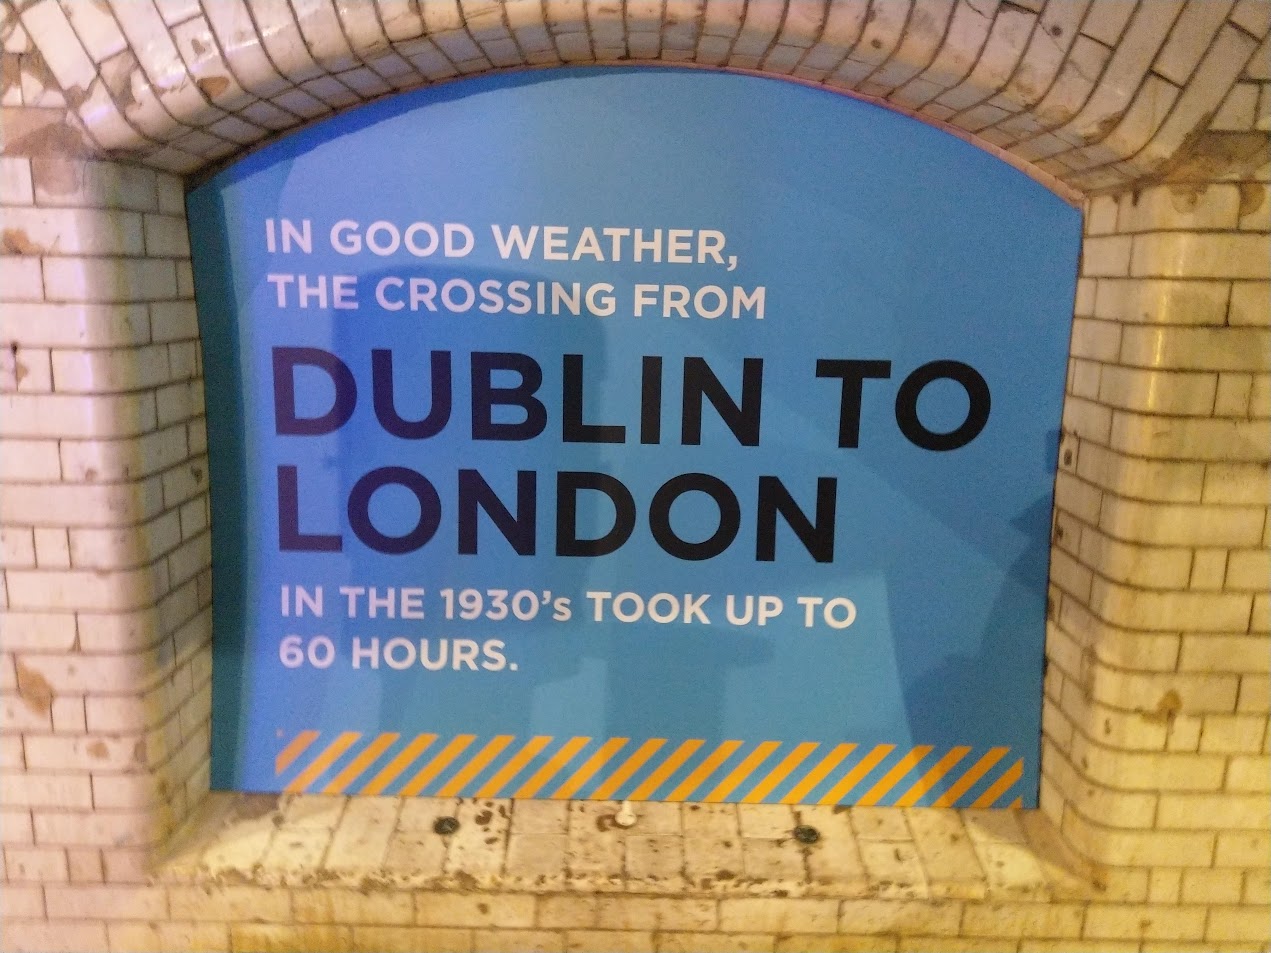 IN GOOD WEATHER,
THE CROSSING FROM
DUBLIN TO
LONDON
IN THE 1930's TOOK UP TO
60 HOURS.